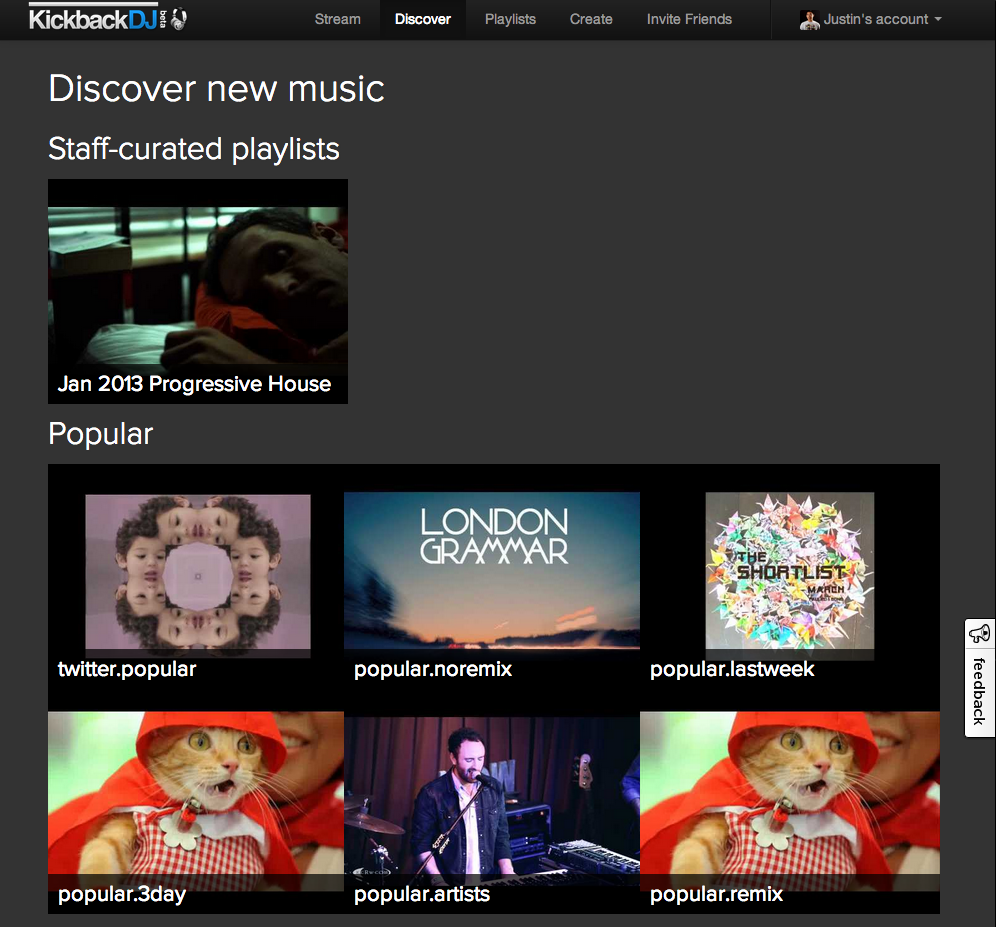 KickbackDJ beta
Stream
Discover
Playlists
Create
Invite Friends
Justin's account
Discover new music
Staff-curated playlists
Jan 2013 Progressive House
Popular
LONDON
GRAMMAR
THE
SHORTLIST
MARCH
twitter.popular
popular.noremix
popular.lastweek
feedback
popular.3day
popular.artists
popular.remix